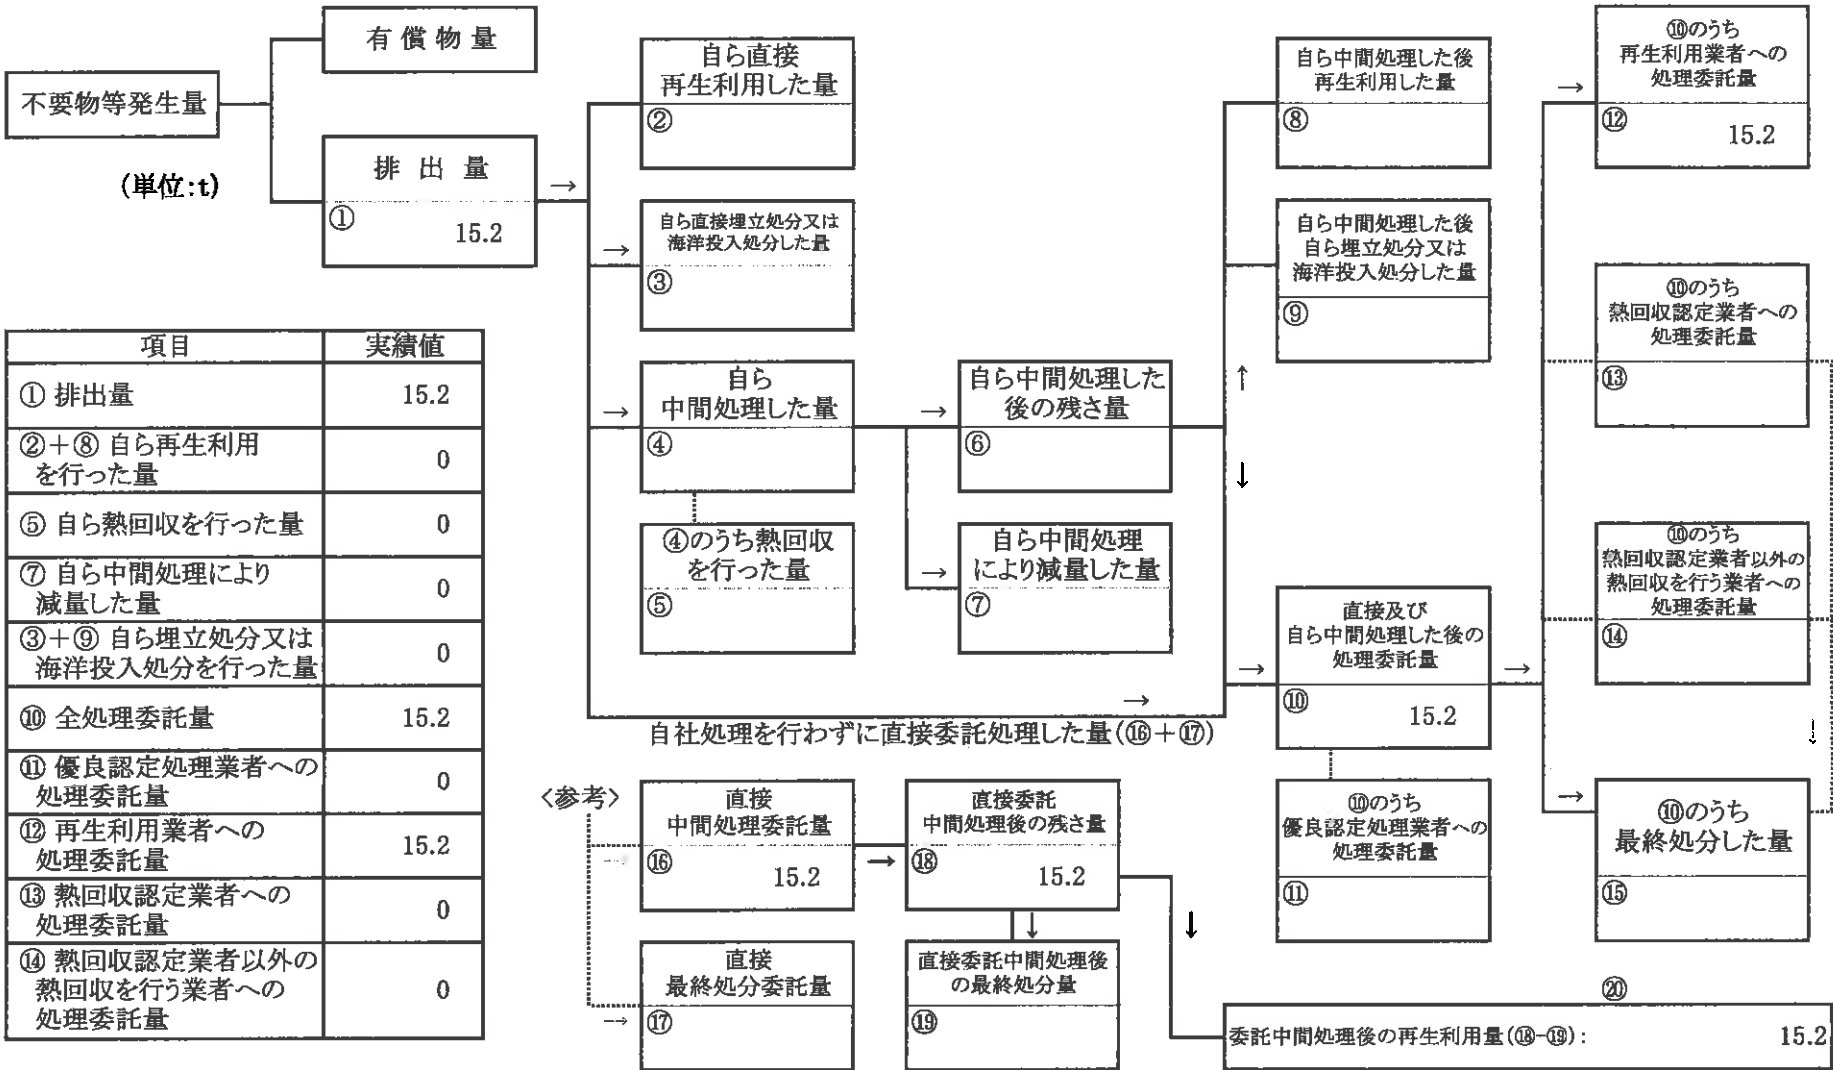 不要物等発生量
(単位:t)
有償物量
排出量
①
15.2
→
自ら直接
再生利用した量
②
→
自ら直接埋立処分又は
海洋投入処分した量
③
→
自ら
中間処理した量
④
④のうち熱回収
を行った量
⑤
→
自ら中間処理した
後の残さ量
⑥
→
自ら中間処理
により減量した量
⑦
自ら中間処理した後
再生利用した量
⑧
自ら中間処理した後
自ら埋立処分又は
海洋投入処分した量
⑨
↑
↓
→
自社処理を行わずに直接委託処理した量(⑯+⑰)
→
直接及び
自ら中間処理した後の
処理委託量
⑩
15.2
→
⑩のうち
優良認定処理業者への
処理委託量
⑪
→
⑩のうち
再生利用業者への
処理委託量
⑫
15.2
⑩のうち
熱回収認定業者への
処理委託量
⑬
⑩のうち
熱回収認定業者以外の
熱回収を行う業者への
処理委託量
⑭
↓
→
⑩のうち
最終処分した量
⑮
項目 実績値
① 排出量 15.2
②+⑧ 自ら再生利用
を行った量 0
⑤ 自ら熱回収を行った量 0
⑦ 自ら中間処理により
減量した量 0
③+⑨ 自ら埋立処分又は
海洋投入処分を行った量 0
⑩ 全処理委託量 15.2
⑪ 優良認定処理業者への
処理委託量 0
⑫ 再生利用業者への
処理委託量 15.2
⑬ 熱回収認定業者への
処理委託量 0
⑭ 熱回収認定業者以外の
熱回収を行う業者への
処理委託量 0
<参考>
→
直接
中間処理委託量
⑯
15.2
→
直接委託
中間処理後の残さ量
⑱
15.2
→
直接
最終処分委託量
⑰
↓
直接委託中間処理後
の最終処分量
⑲
↓
⑳
委託中間処理後の再生利用量(⑱-⑲): 15.2